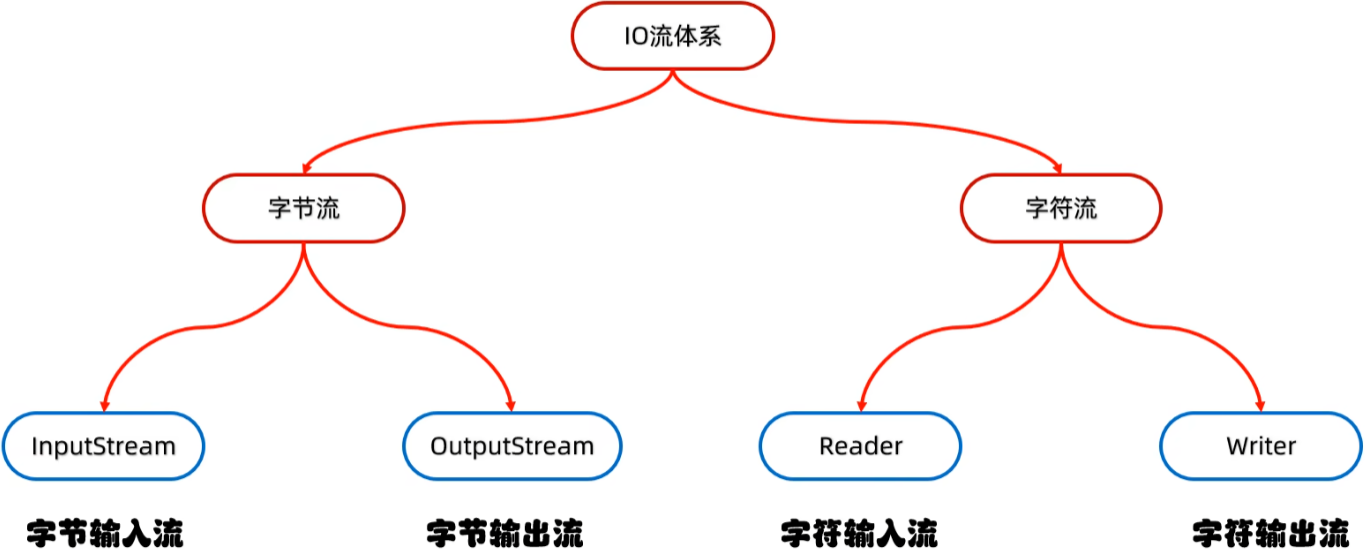 IO流体系
字节流
字符流
InputStream
OutputStream
Reader
Writer
字节输入流
字节输出流
字符输入流
字符输出流